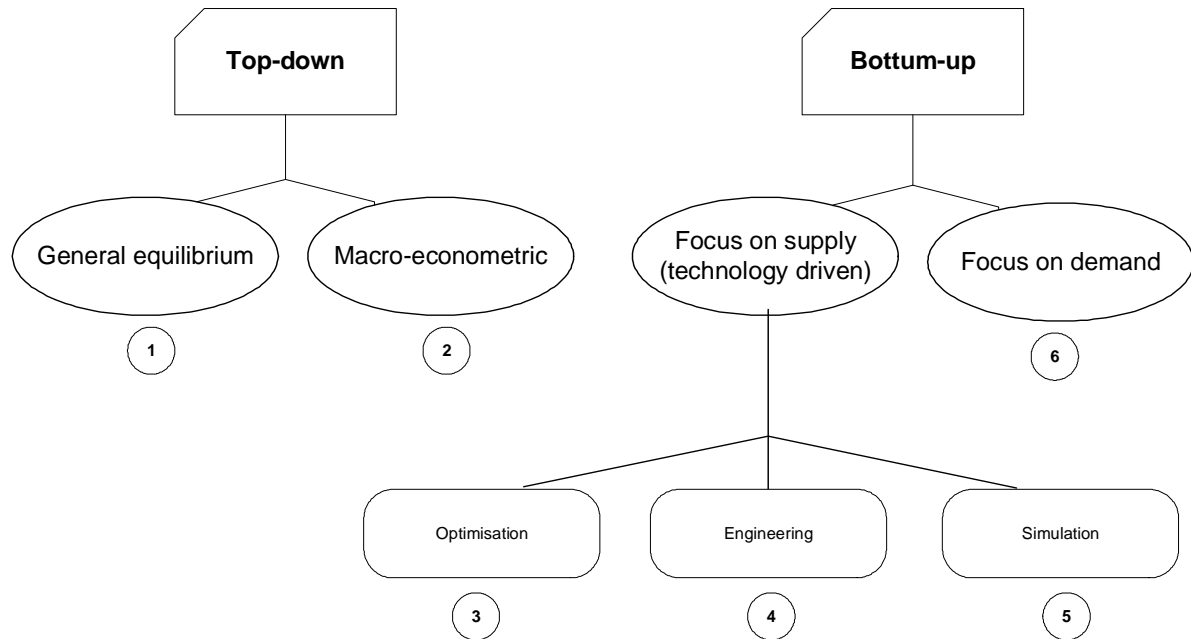 Top-down
Bottum-up
General equilibrium
Macro-econometric
Focus on supply
(technology driven)
Focus on demand
1
2
6
Optimisation
Engineering
Simulation
3
4
5